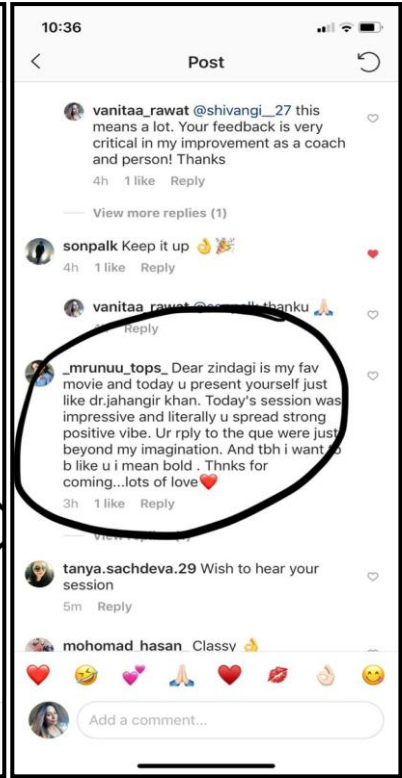 10:36
Post
vanitaa_rawat @shivangi__27 this
means a lot. Your feedback is very
critical in my improvement as a coach
and person! Thanks
4h 1 like Reply
View more replies (1)
sonpalk Keep it up 👌🎉
4h 1 like Reply
vanitaa_rawat @sonpalk thanku 🙏🏻
Reply
_mrunuu_tops_ Dear zindagi is my fav
movie and today u present yourself just
like dr.jahangir khan. Today's session was
impressive and literally u spread strong
positive vibe. Ur rply to the que were just
beyond my imagination. And tbh i want to
b like u i mean bold . Thnks for
coming...lots of love❤️
3h 1 like Reply
View replies
tanya.sachdeva.29 Wish to hear your
session
5m Reply
mohomad_hasan_ Classy 👌
Add a comment...